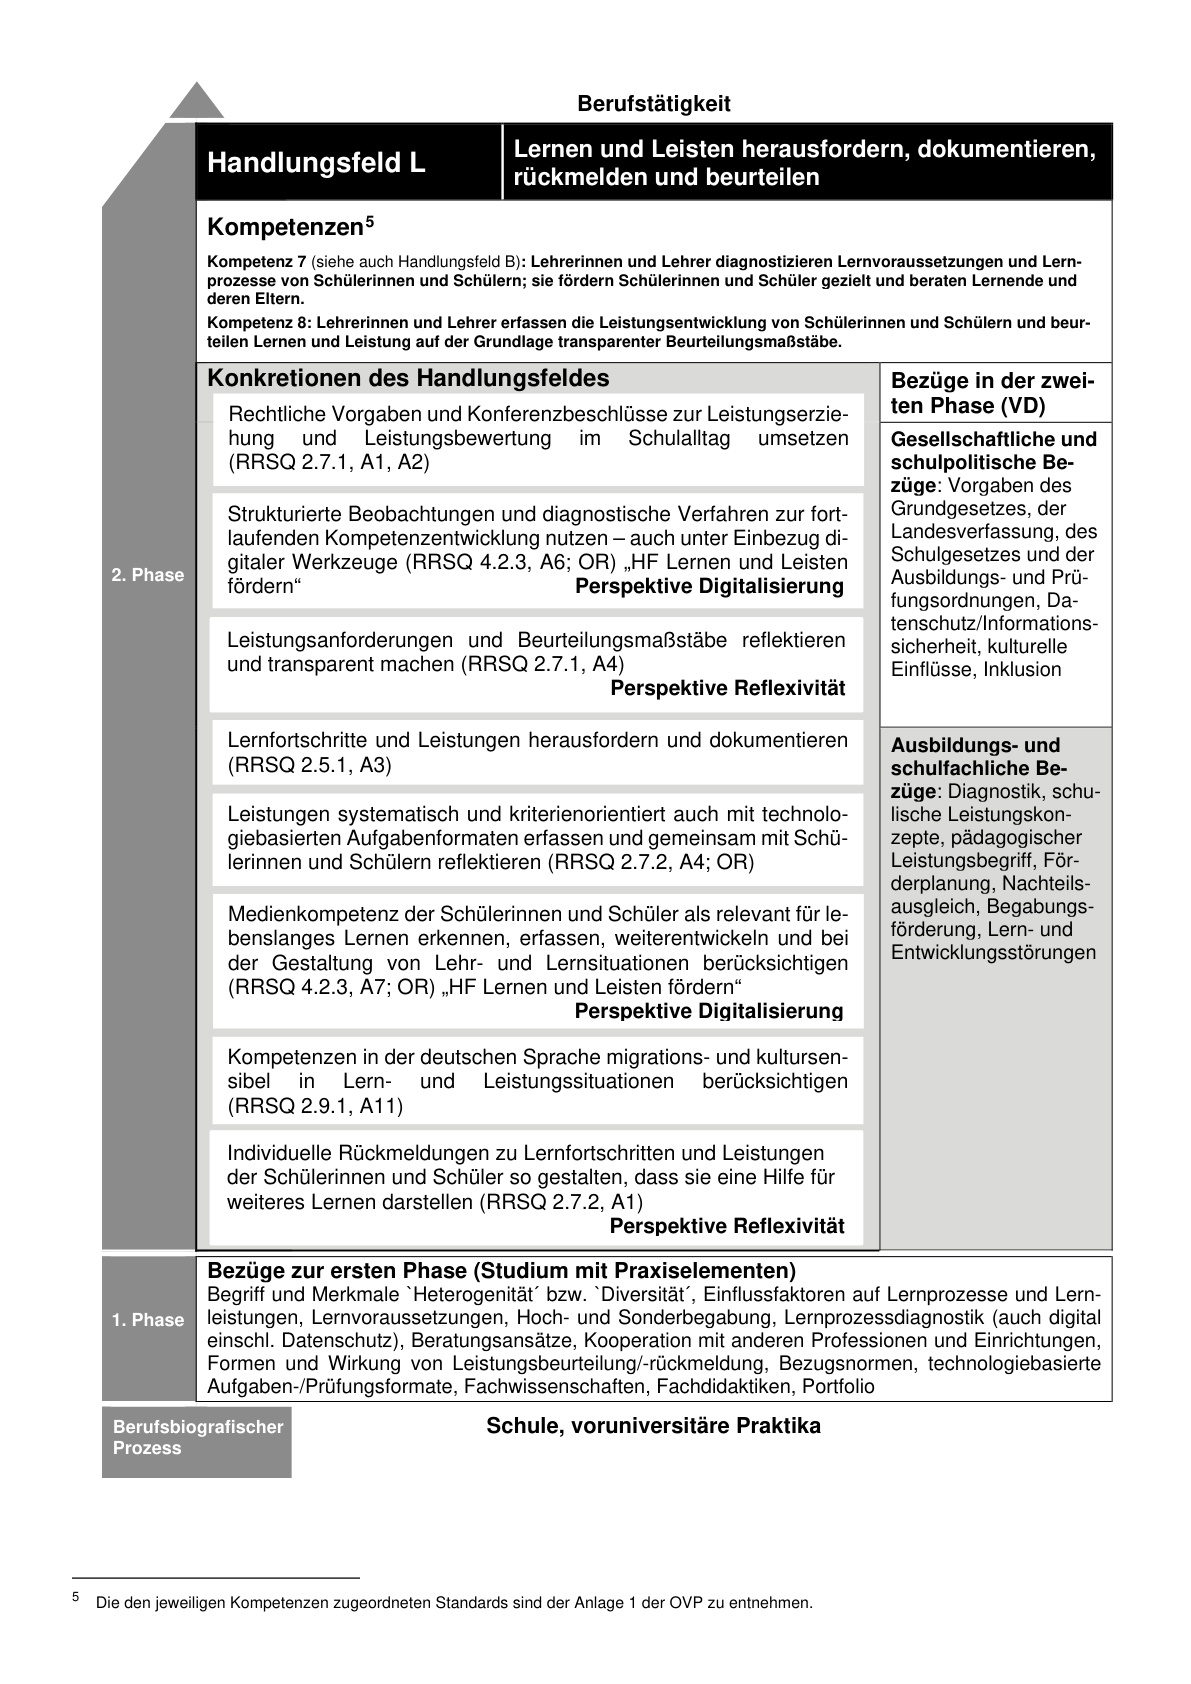 Berufstätigkeit
Handlungsfeld L
Lernen und Leisten herausfordern, dokumentieren,
rückmelden und beurteilen
Kompetenzen⁵
Kompetenz 7 (siehe auch Handlungsfeld B): Lehrerinnen und Lehrer diagnostizieren Lernvoraussetzungen und Lern-
prozesse von Schülerinnen und Schülern; sie fördern Schülerinnen und Schüler gezielt und beraten Lernende und
deren Eltern.
Kompetenz 8: Lehrerinnen und Lehrer erfassen die Leistungsentwicklung von Schülerinnen und Schülern und beur-
teilen Lernen und Leistung auf der Grundlage transparenter Beurteilungsmaßstäbe.
2. Phase
Konkretionen des Handlungsfeldes
Rechtliche Vorgaben und Konferenzbeschlüsse zur Leistungserzie-
hung und Leistungsbewertung im Schulalltag umsetzen
(RRSQ 2.7.1, A1, A2)
Strukturierte Beobachtungen und diagnostische Verfahren zur fort-
laufenden Kompetenzentwicklung nutzen – auch unter Einbezug di-
gitaler Werkzeuge (RRSQ 4.2.3, A6; OR) „HF Lernen und Leisten
fördern“ Perspektive Digitalisierung
Leistungsanforderungen und Beurteilungsmaßstäbe reflektieren
und transparent machen (RRSQ 2.7.1, A4)
Perspektive Reflexivität
Lernfortschritte und Leistungen herausfordern und dokumentieren
(RRSQ 2.5.1, A3)
Leistungen systematisch und kriterienorientiert auch mit technolo-
giebasierten Aufgabenformaten erfassen und gemeinsam mit Schü-
lerinnen und Schülern reflektieren (RRSQ 2.7.2, A4; OR)
Medienkompetenz der Schülerinnen und Schüler als relevant für le-
benslanges Lernen erkennen, erfassen, weiterentwickeln und bei
der Gestaltung von Lehr- und Lernsituationen berücksichtigen
(RRSQ 4.2.3, A7; OR) „HF Lernen und Leisten fördern“
Perspektive Digitalisierung
Kompetenzen in der deutschen Sprache migrations- und kultursen-
sibel in Lern- und Leistungssituationen berücksichtigen
(RRSQ 2.9.1, A11)
Individuelle Rückmeldungen zu Lernfortschritten und Leistungen
der Schülerinnen und Schüler so gestalten, dass sie eine Hilfe für
weiteres Lernen darstellen (RRSQ 2.7.2, A1)
Perspektive Reflexivität
Bezüge in der zwei-
ten Phase (VD)
Gesellschaftliche und
schulpolitische Be-
züge: Vorgaben des
Grundgesetzes, der
Landesverfassung, des
Schulgesetzes und der
Ausbildungs- und Prü-
fungsordnungen, Da-
tenschutz/Informations-
sicherheit, kulturelle
Einflüsse, Inklusion
Ausbildungs- und
schulfachliche Be-
züge: Diagnostik, schu-
lische Leistungskon-
zepte, pädagogischer
Leistungsbegriff, För-
derplanung, Nachteils-
ausgleich, Begabungs-
förderung, Lern- und
Entwicklungsstörungen
1. Phase
Bezüge zur ersten Phase (Studium mit Praxiselementen)
Begriff und Merkmale `Heterogenität´ bzw. `Diversität´, Einflussfaktoren auf Lernprozesse und Lern-
leistungen, Lernvoraussetzungen, Hoch- und Sonderbegabung, Lernprozessdiagnostik (auch digital
einschl. Datenschutz), Beratungsansätze, Kooperation mit anderen Professionen und Einrichtungen,
Formen und Wirkung von Leistungsbeurteilung/-rückmeldung, Bezugsnormen, technologiebasierte
Aufgaben-/Prüfungsformate, Fachwissenschaften, Fachdidaktiken, Portfolio
Berufsbiografischer
Prozess
Schule, voruniversitäre Praktika
5 Die den jeweiligen Kompetenzen zugeordneten Standards sind der Anlage 1 der OVP zu entnehmen.